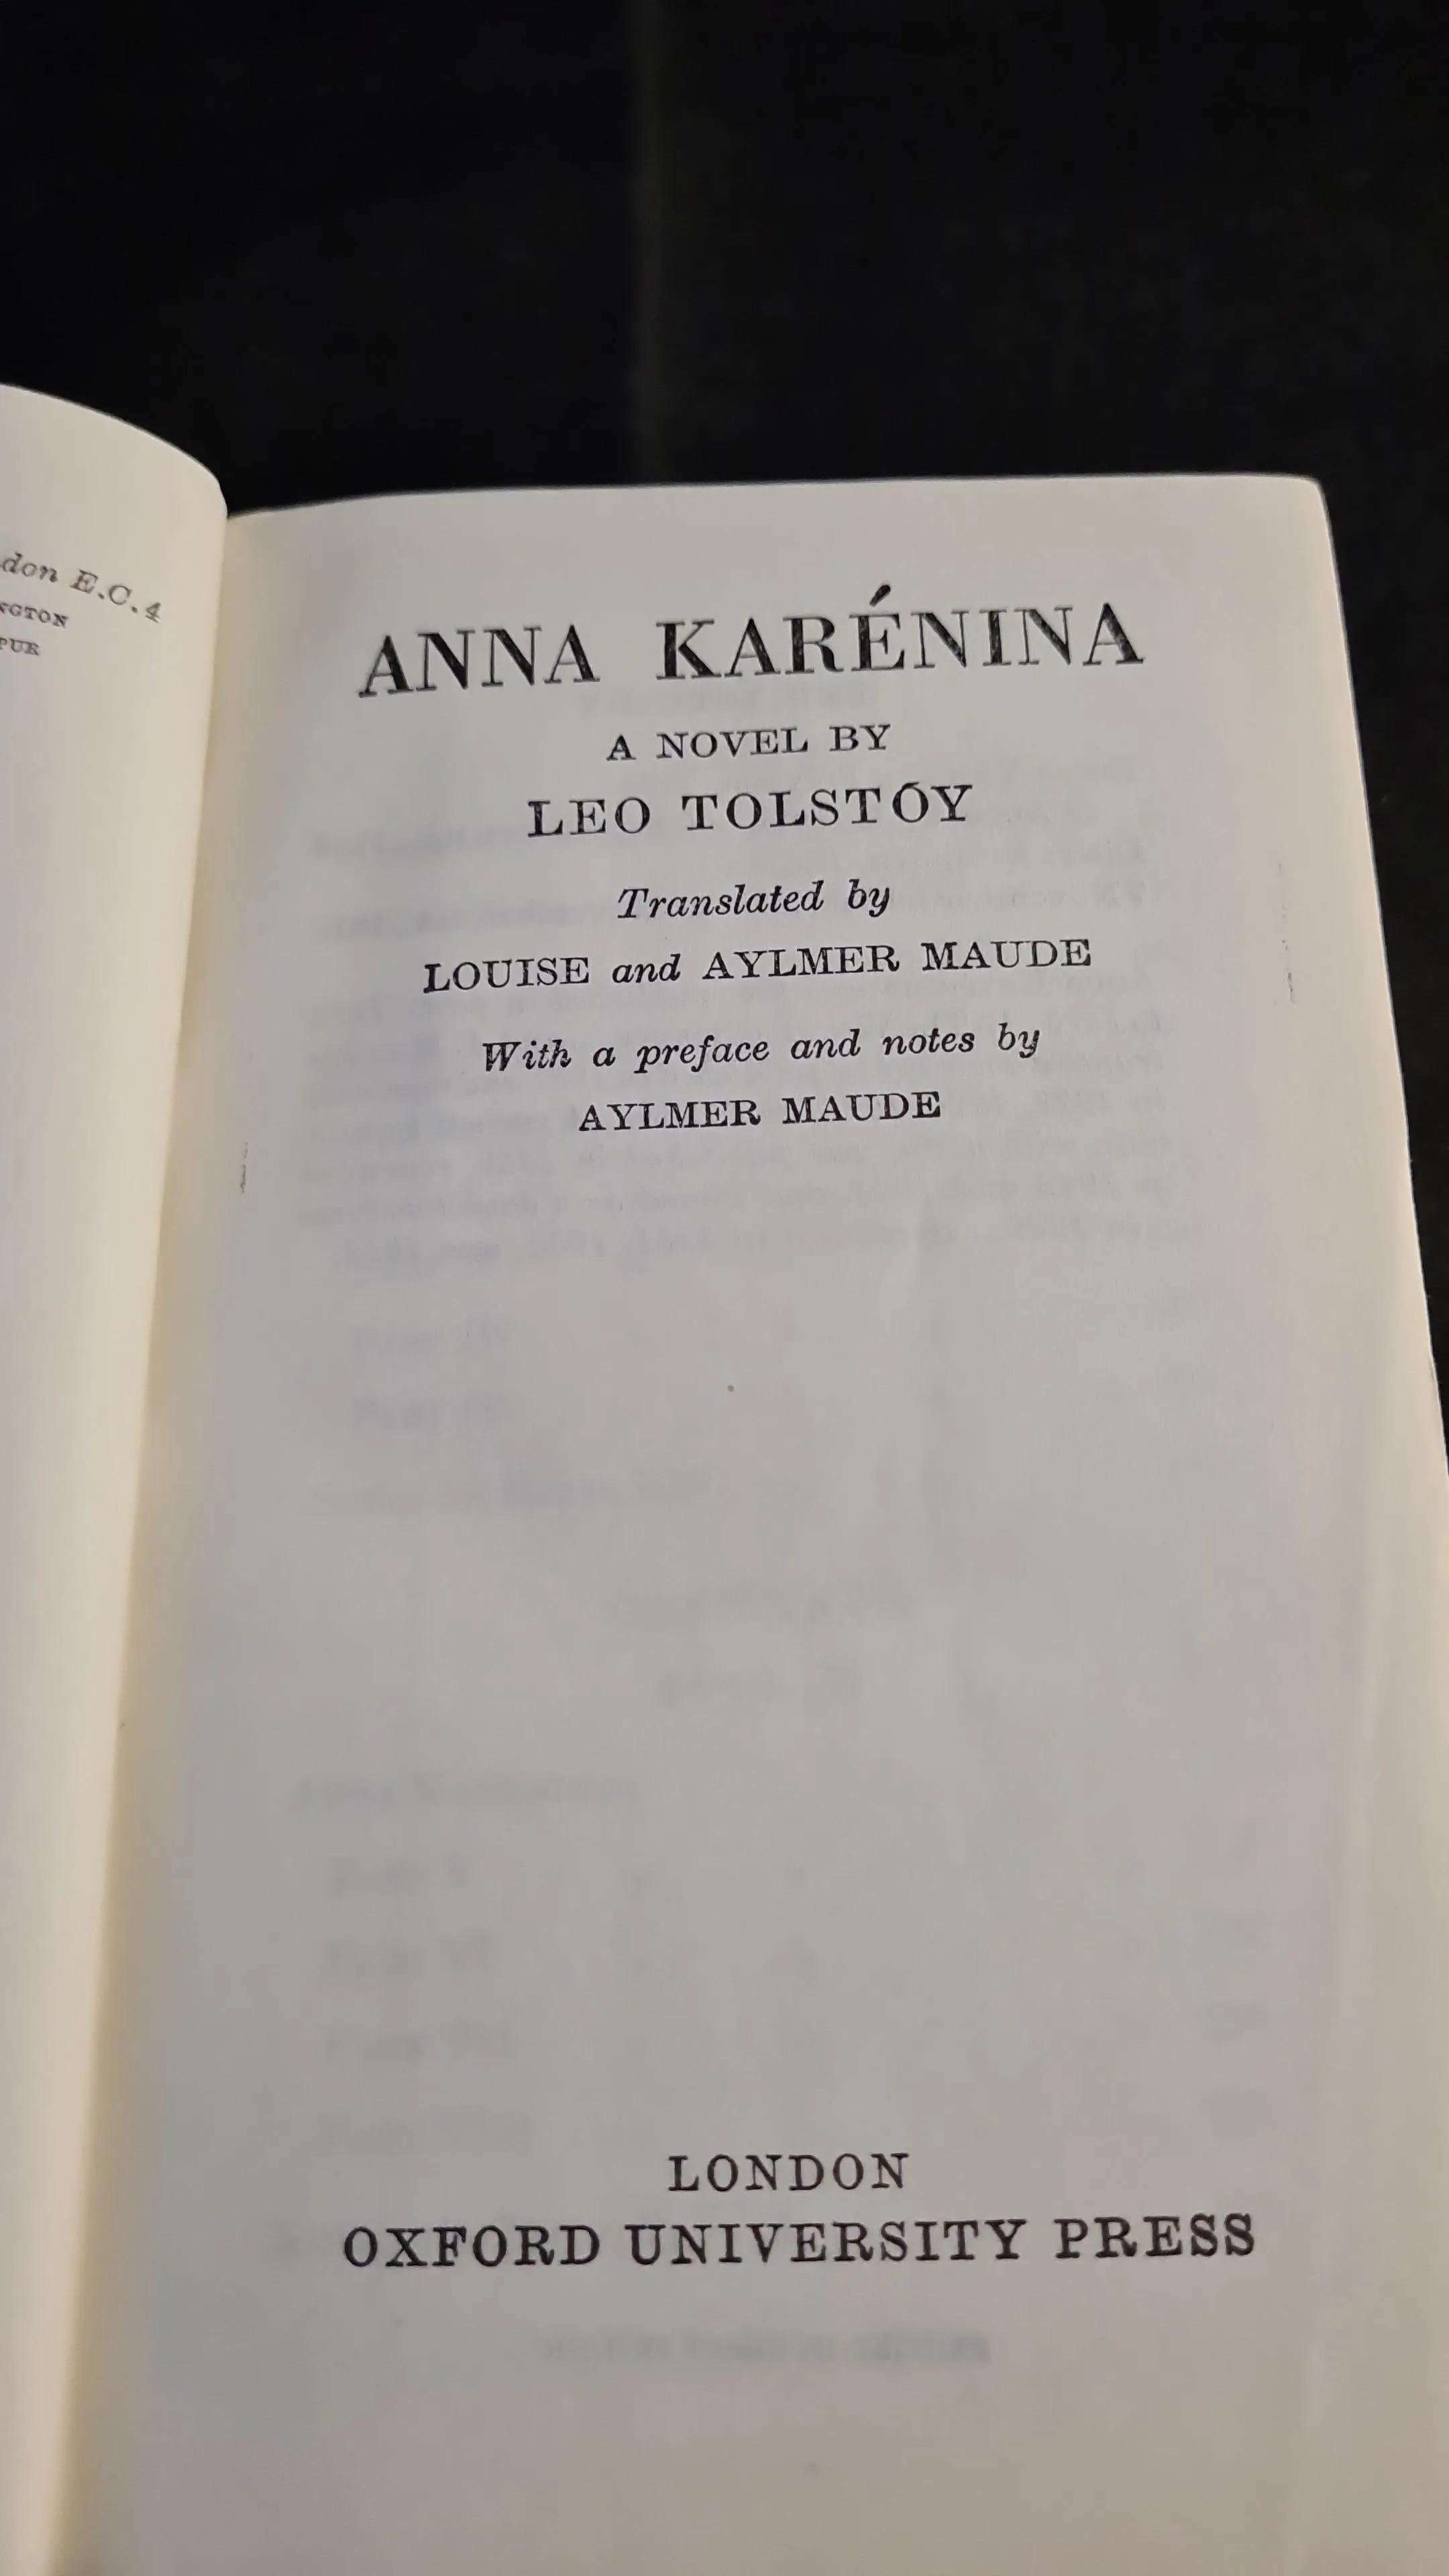 don E.C.4
NGTON
PUR
ANNA KARÉNINA
A NOVEL BY
LEO TOLSTÓY
Translated by
LOUISE and AYLMER MAUDE
With a preface and notes by
AYLMER MAUDE
LONDON
OXFORD UNIVERSITY PRESS